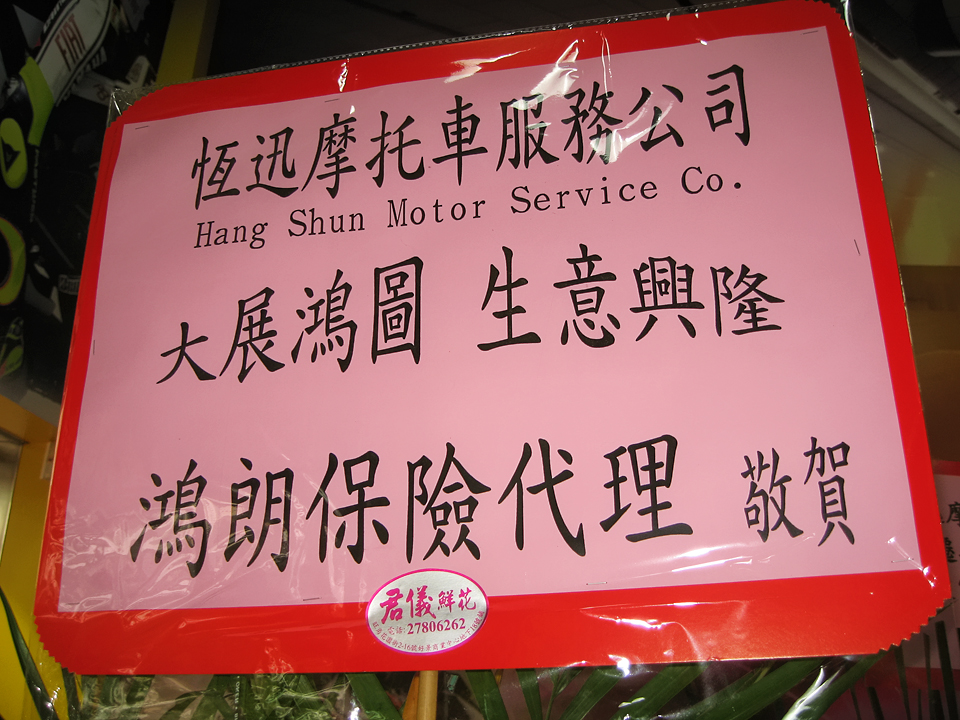 恆迅摩托車服務公司
Hang Shun Motor Service Co.
大展鴻圖 生意興隆
鴻朗保險代理 敬賀
君儀鮮花
27806262
FIAT